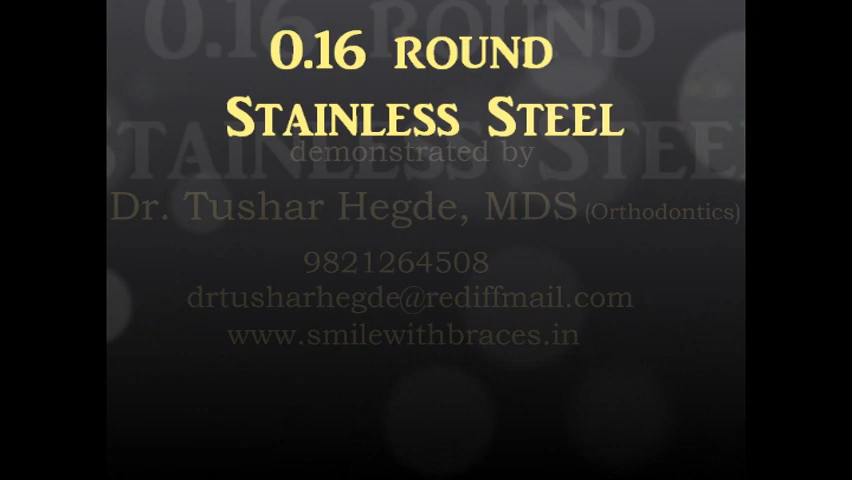 0.16 ROUND
STAINLESS STEEL
demonstrated by
Dr. Tushar Hegde, MDS (Orthodontics)
9821264508
drtusharhegde@rediffmail.com
www.smilewithbraces.in